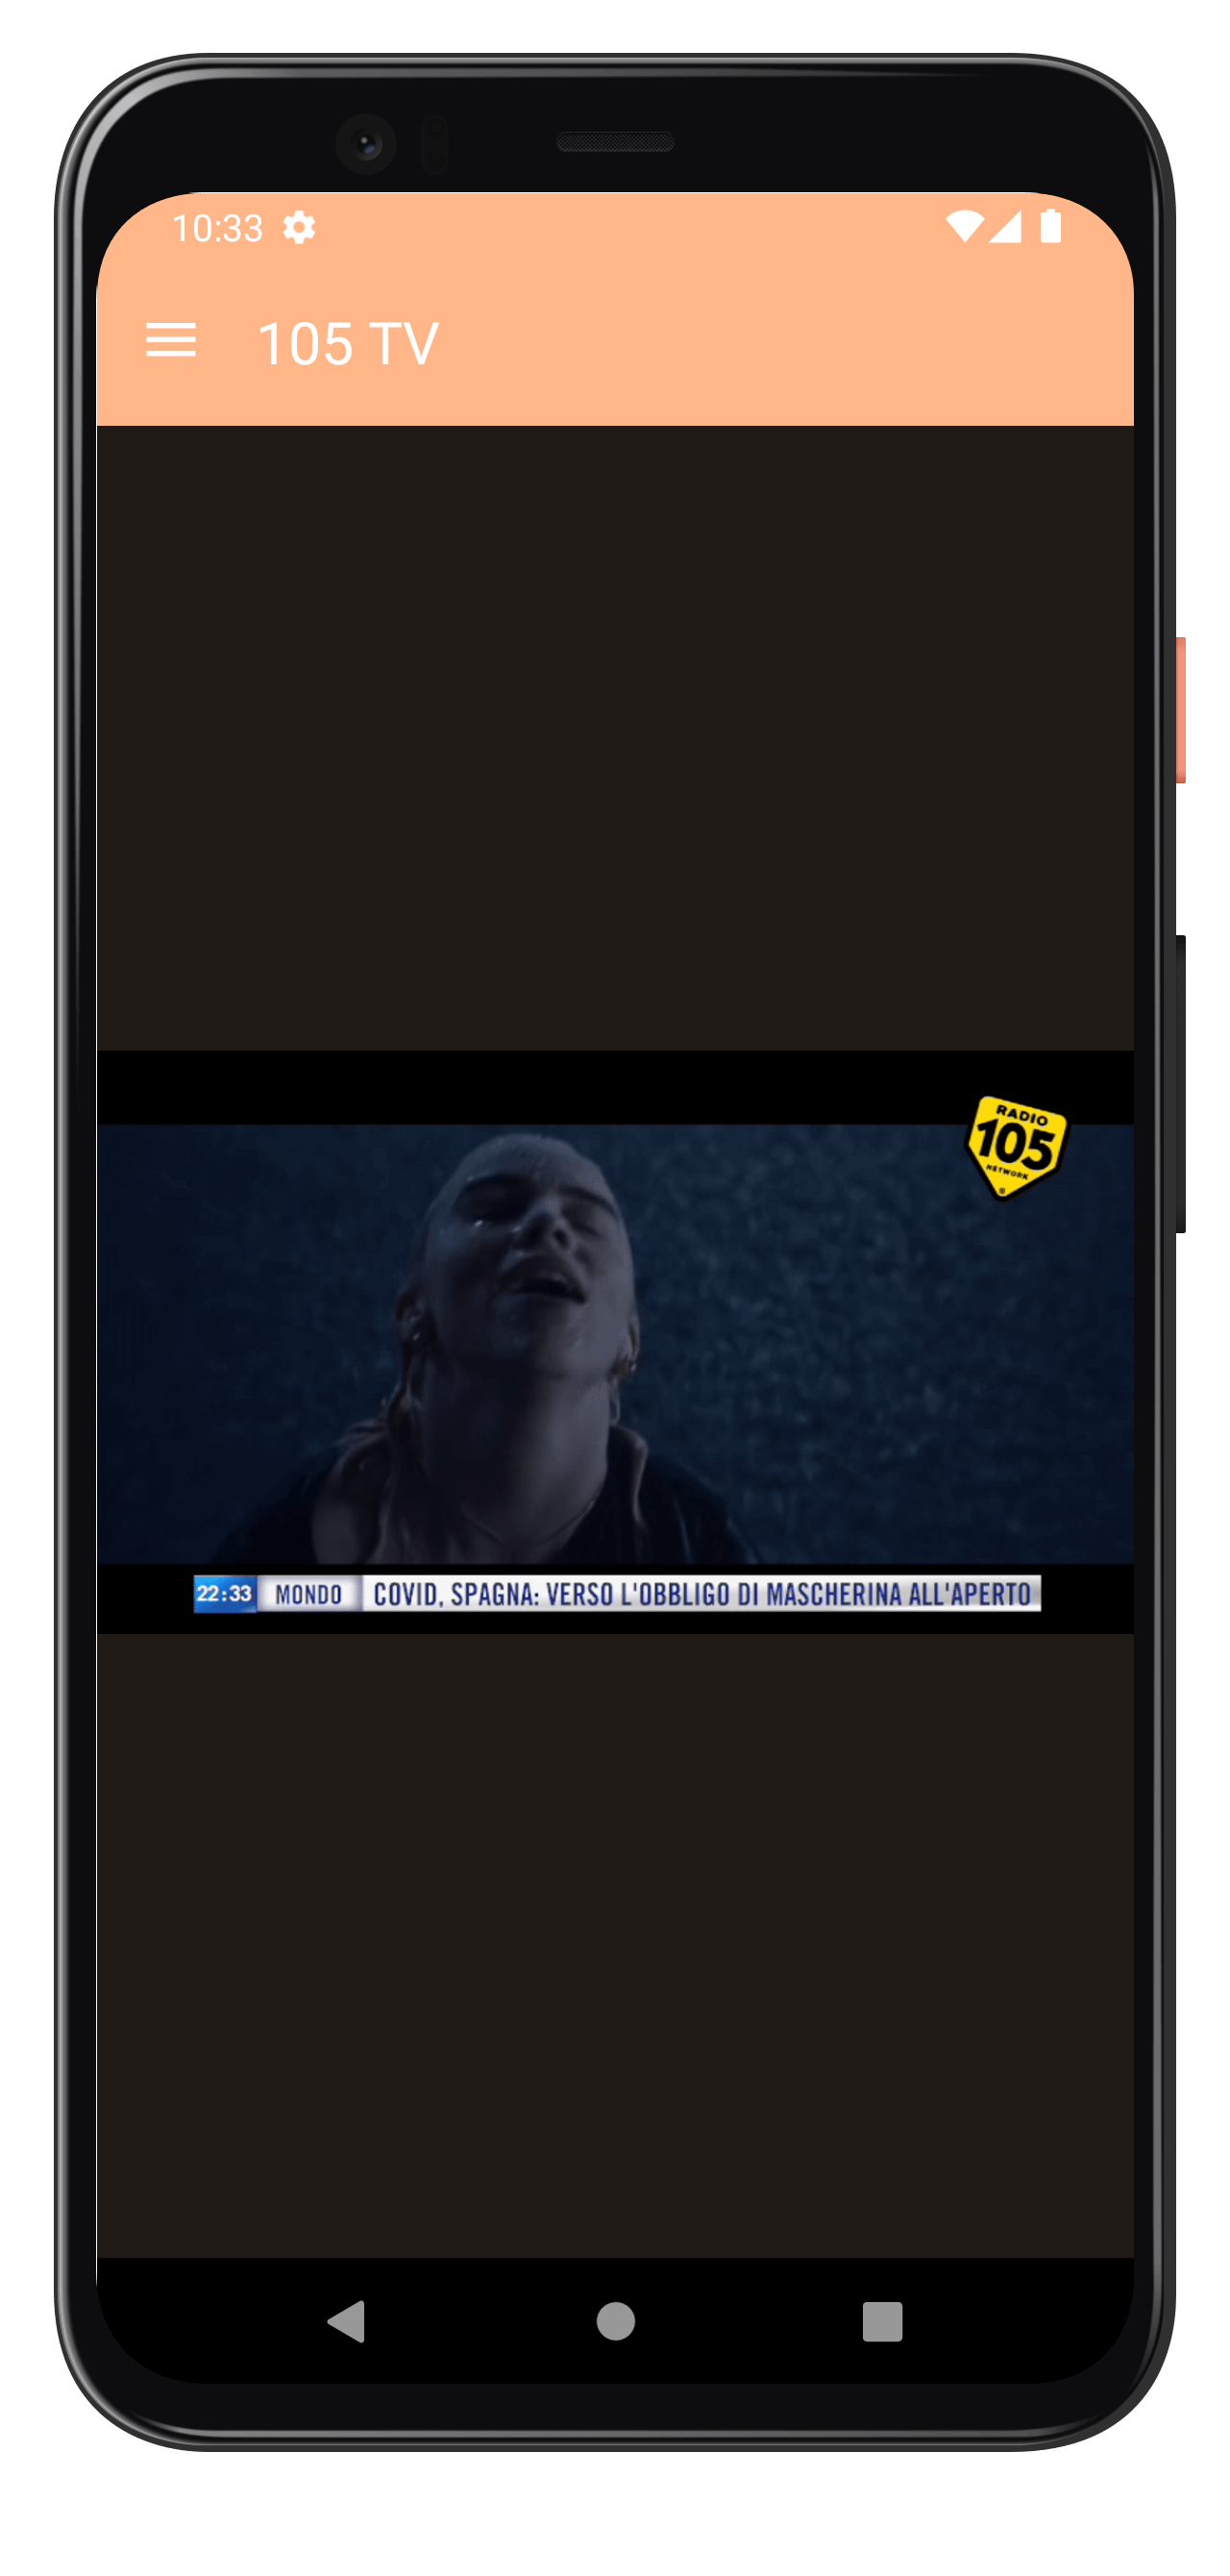 10:33
105 TV
RADIO
105
NETWORK
22:33 MONDO COVID, SPAGNA: VERSO L'OBBLIGO DI MASCHERINA ALL'APERTO